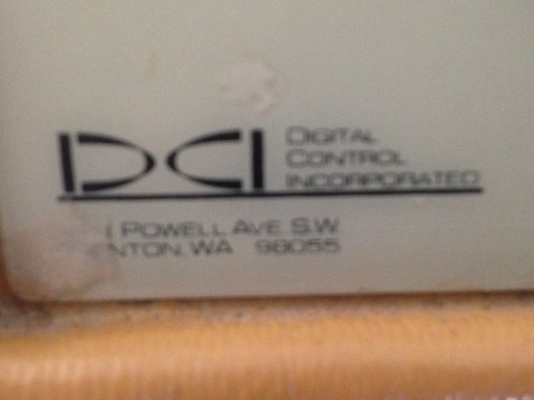 DCI
DIGITAL
CONTROL
INCORPORATED
POWELL AVE. S.W.
NTON, WA 98055